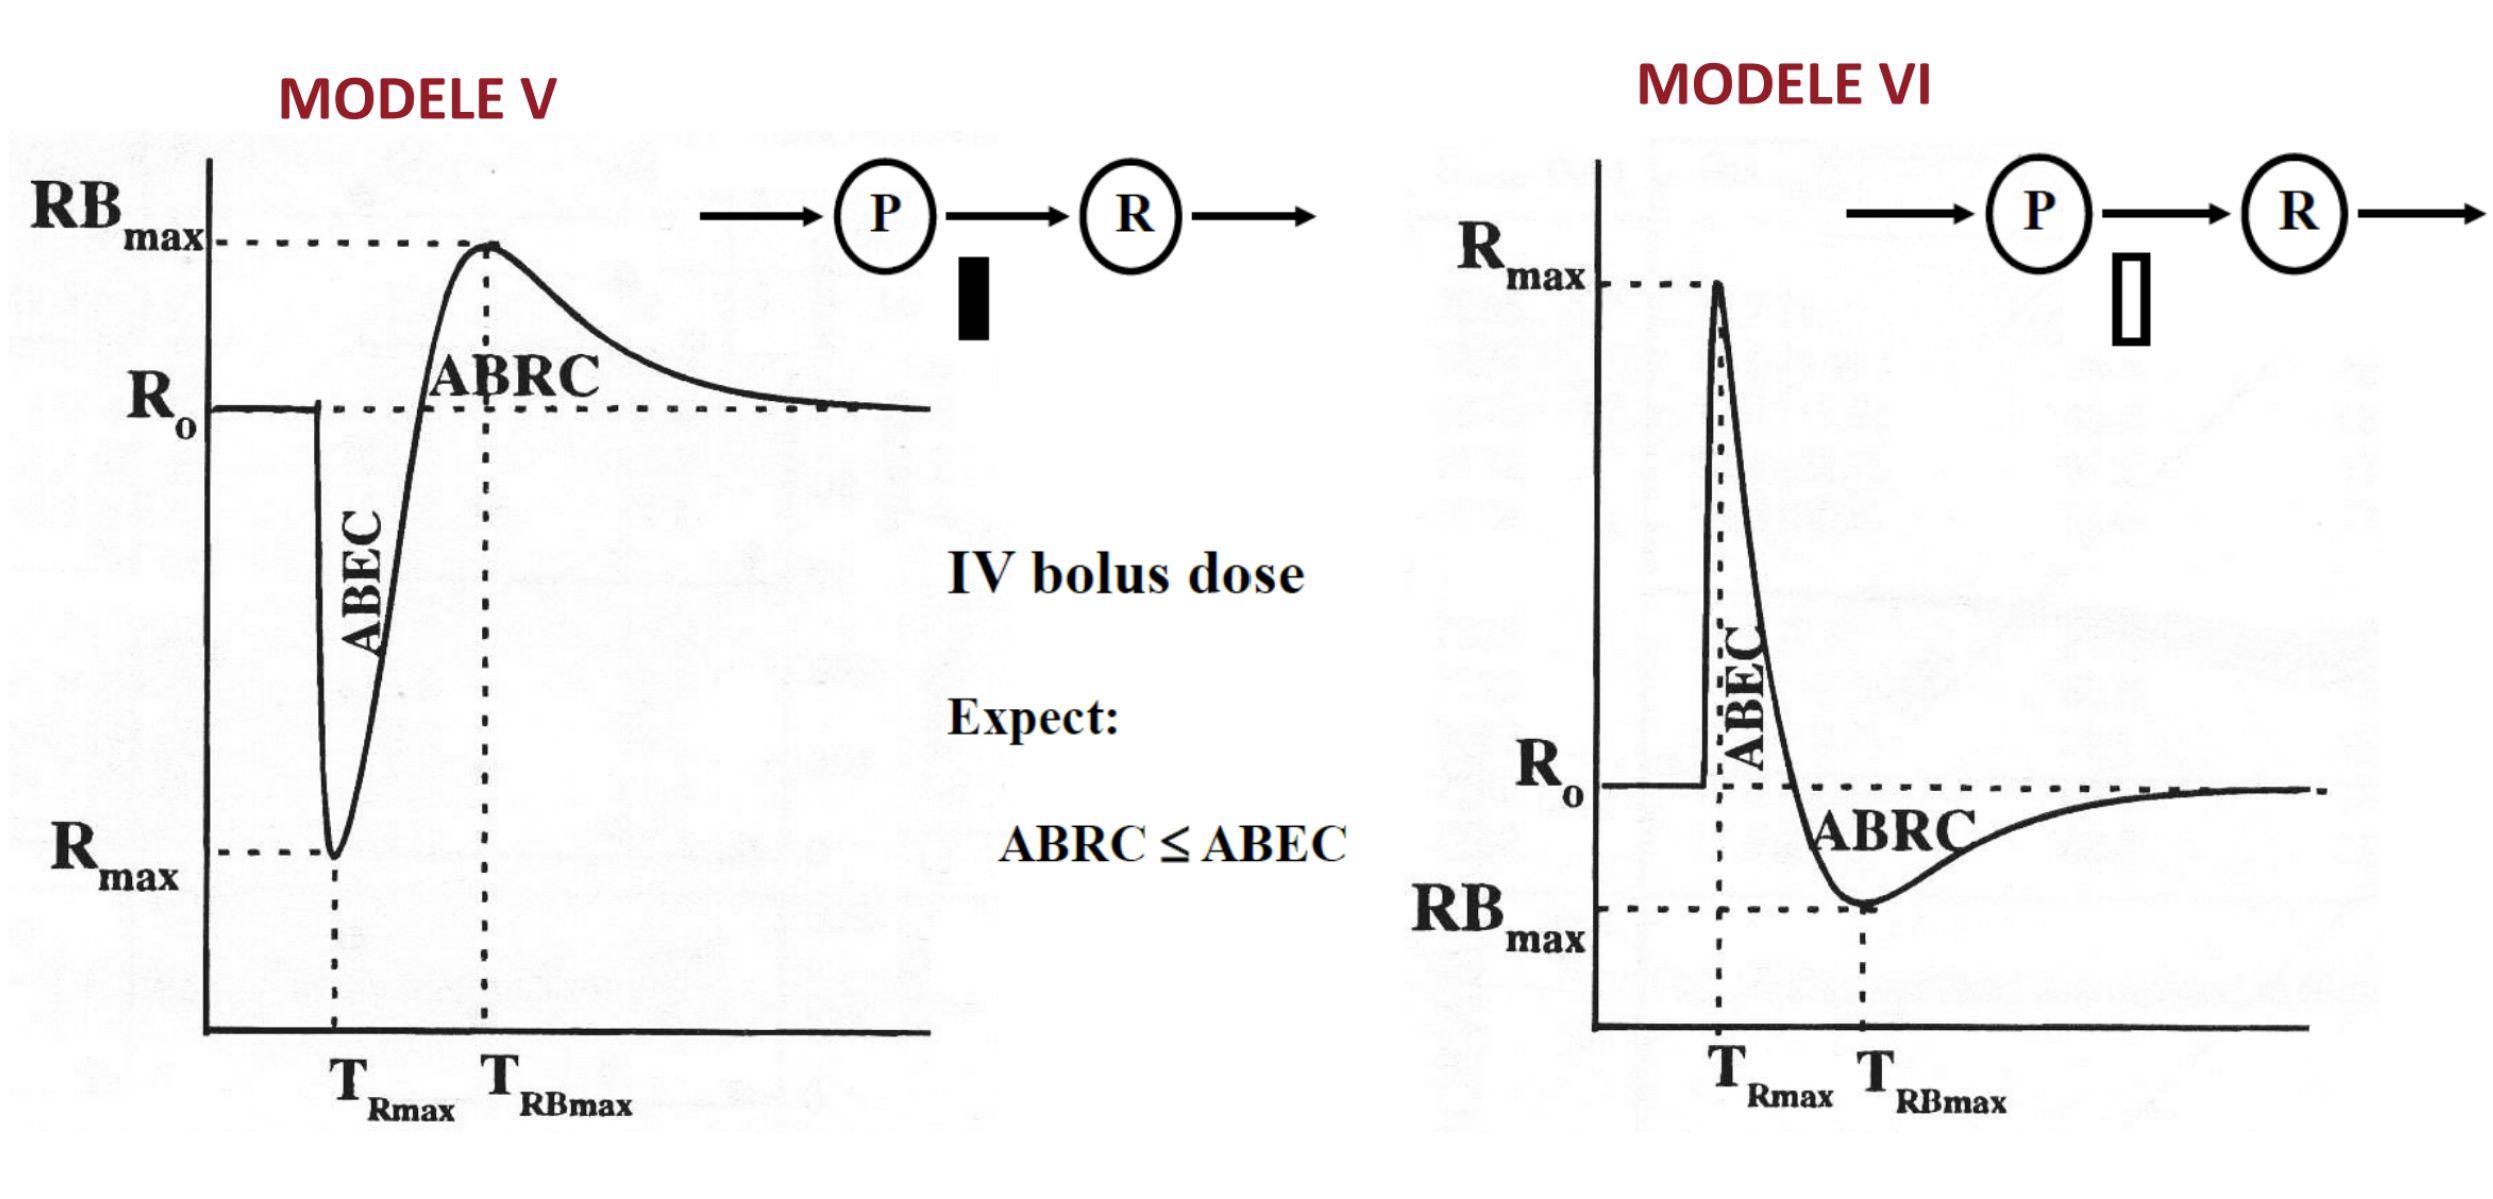 MODELE V
RBmax
P
R
ABRC
Ro
ABEC
Rmax
TRmax
TRBmax
IV bolus dose
Expect:
ABRC ≤ ABEC
MODELE VI
Rmax
P
R
ABEC
Ro
ABRC
RBmax
TRmax
TRBmax